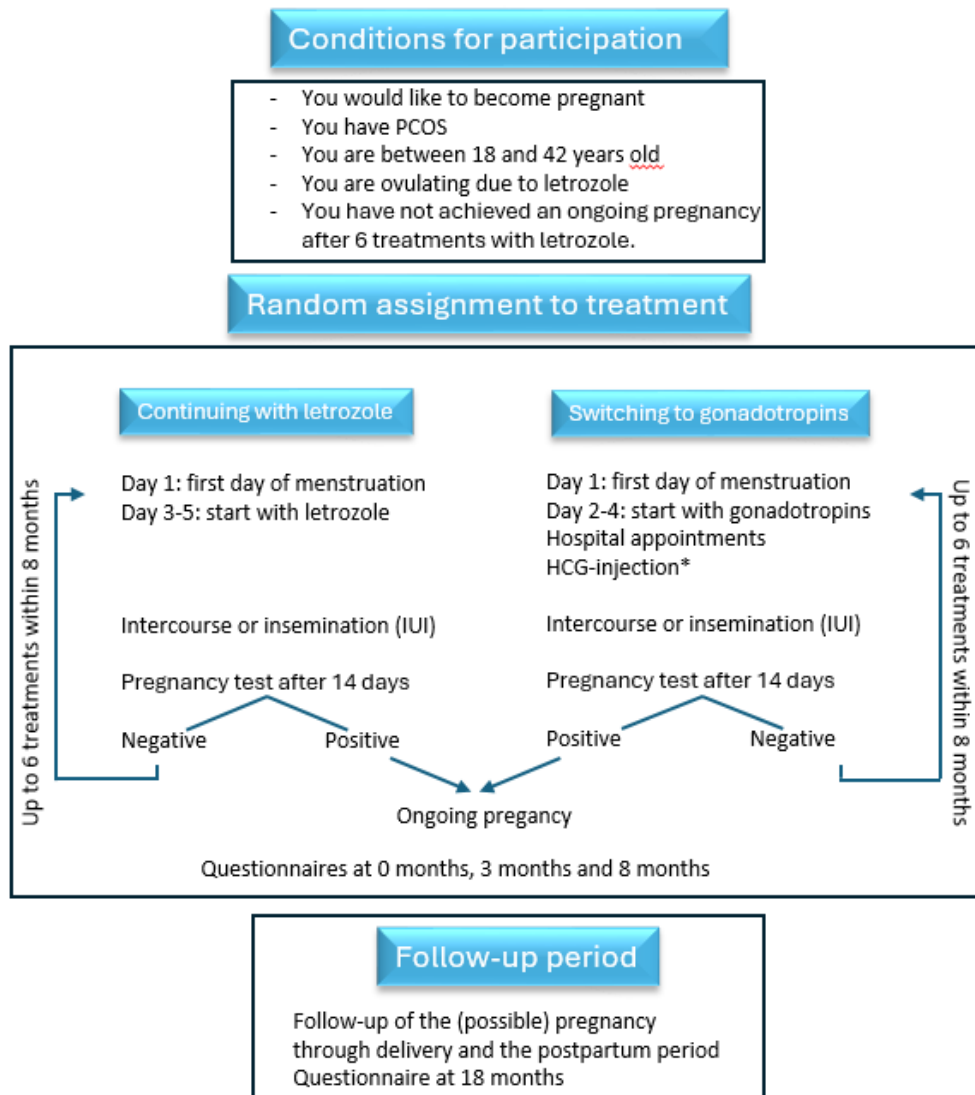 Conditions for participation
- You would like to become pregnant
- You have PCOS
- You are between 18 and 42 years old
- You are ovulating due to letrozole
- You have not achieved an ongoing pregnancy
after 6 treatments with letrozole.
Random assignment to treatment
Continuing with letrozole
Day 1: first day of menstruation
Day 3-5: start with letrozole
Intercourse or insemination (IUI)
Pregnancy test after 14 days
Negative
Positive
Up to 6 treatments within 8 months
Switching to gonadotropins
Day 1: first day of menstruation
Day 2-4: start with gonadotropins
Hospital appointments
HCG-injection*
Intercourse or insemination (IUI)
Pregnancy test after 14 days
Positive
Negative
Up to 6 treatments within 8 months
Ongoing pregancy
Questionnaires at 0 months, 3 months and 8 months
Follow-up period
Follow-up of the (possible) pregnancy
through delivery and the postpartum period
Questionnaire at 18 months